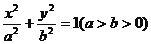 x²/a² + y²/b² = 1(a > b > 0)